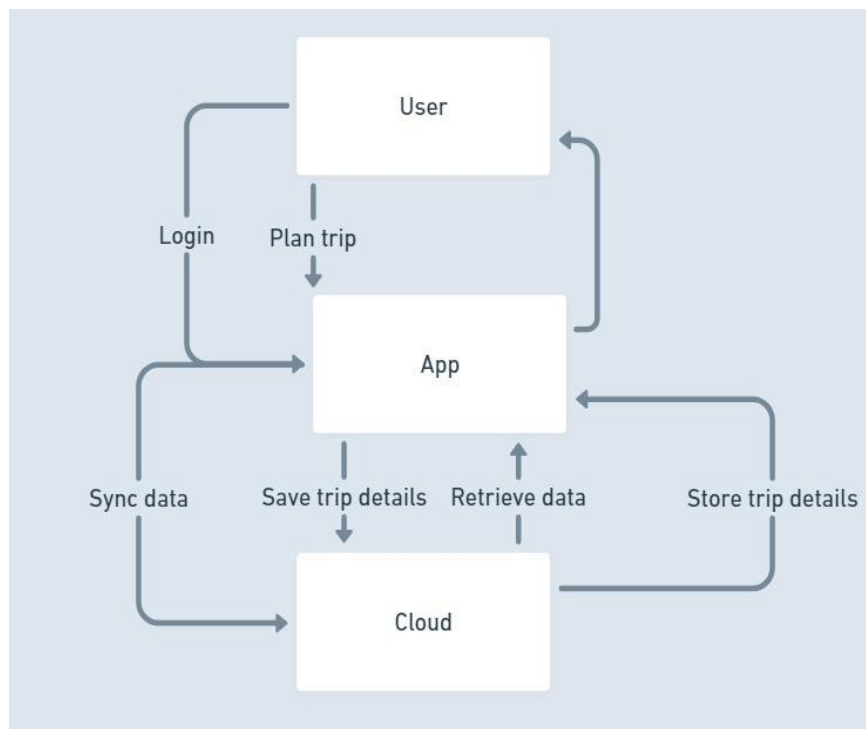 User
Login
Plan trip
App
Sync data
Save trip details
Retrieve data
Store trip details
Cloud